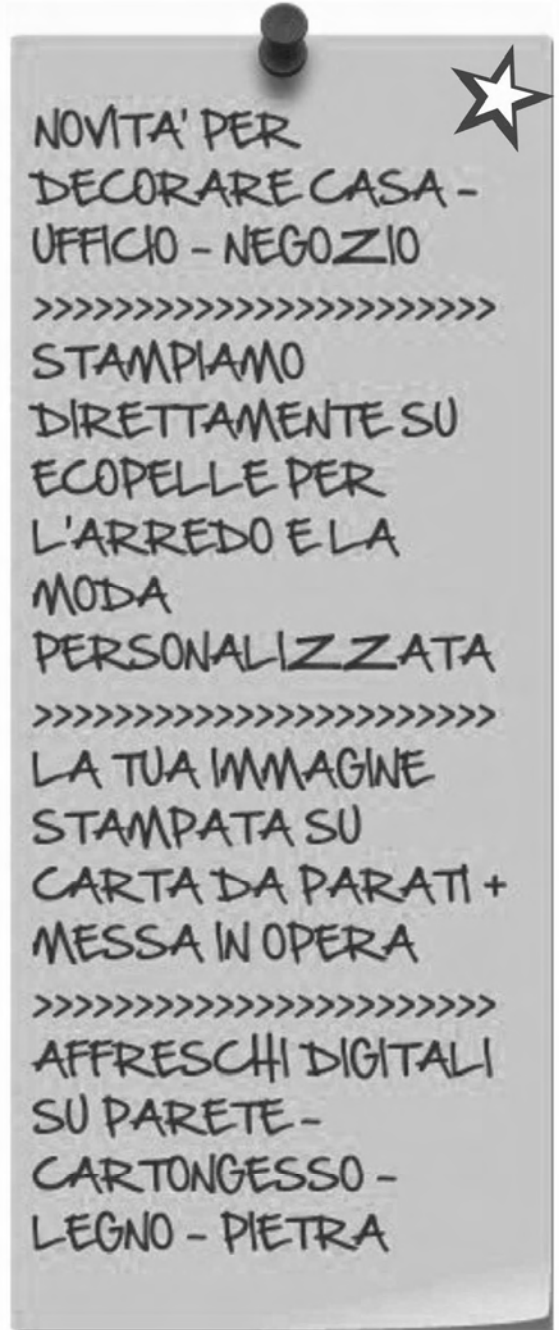 NOVITA' PER
DECORARE CASA -
UFFICIO - NEGOZIO
>>>>>>>>>>>>>>>>>>>>>>>
STAMPIAMO
DIRETTAMENTE SU
ECOPELLE PER
L'ARREDO E LA
MODA
PERSONALIZZATA
>>>>>>>>>>>>>>>>>>>>>>>
LA TUA IMMAGINE
STAMPATA SU
CARTA DA PARATI +
MESSA IN OPERA
>>>>>>>>>>>>>>>>>>>>>>>
AFFRESCHI DIGITALI
SU PARETE -
CARTONGESSO -
LEGNO - PIETRA